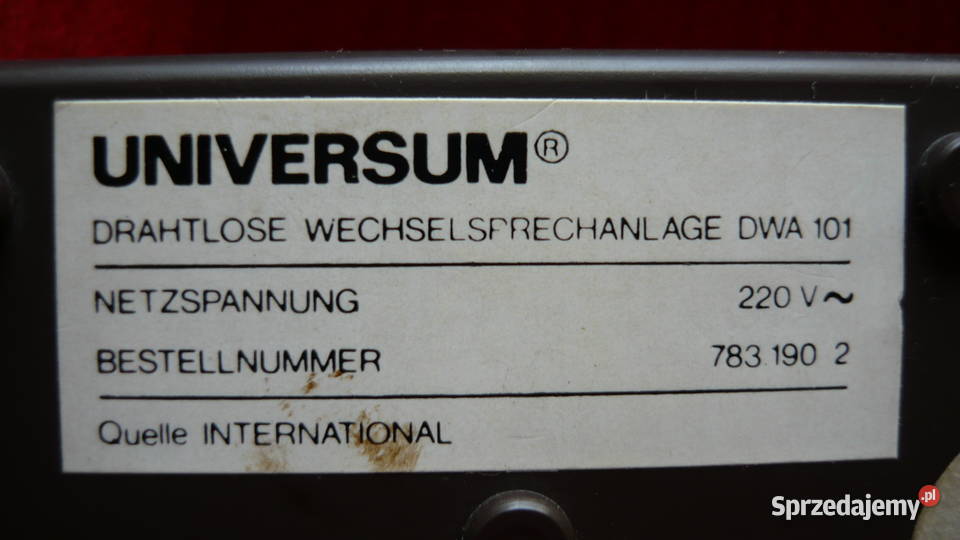 UNIVERSUM®
DRAHTLOSE WECHSELSPRECHANLAGE DWA 101
NETZSPANNUNG 220 V~
BESTELLNUMMER 783.190 2
Quelle INTERNATIONAL
Sprzedajemy.pl